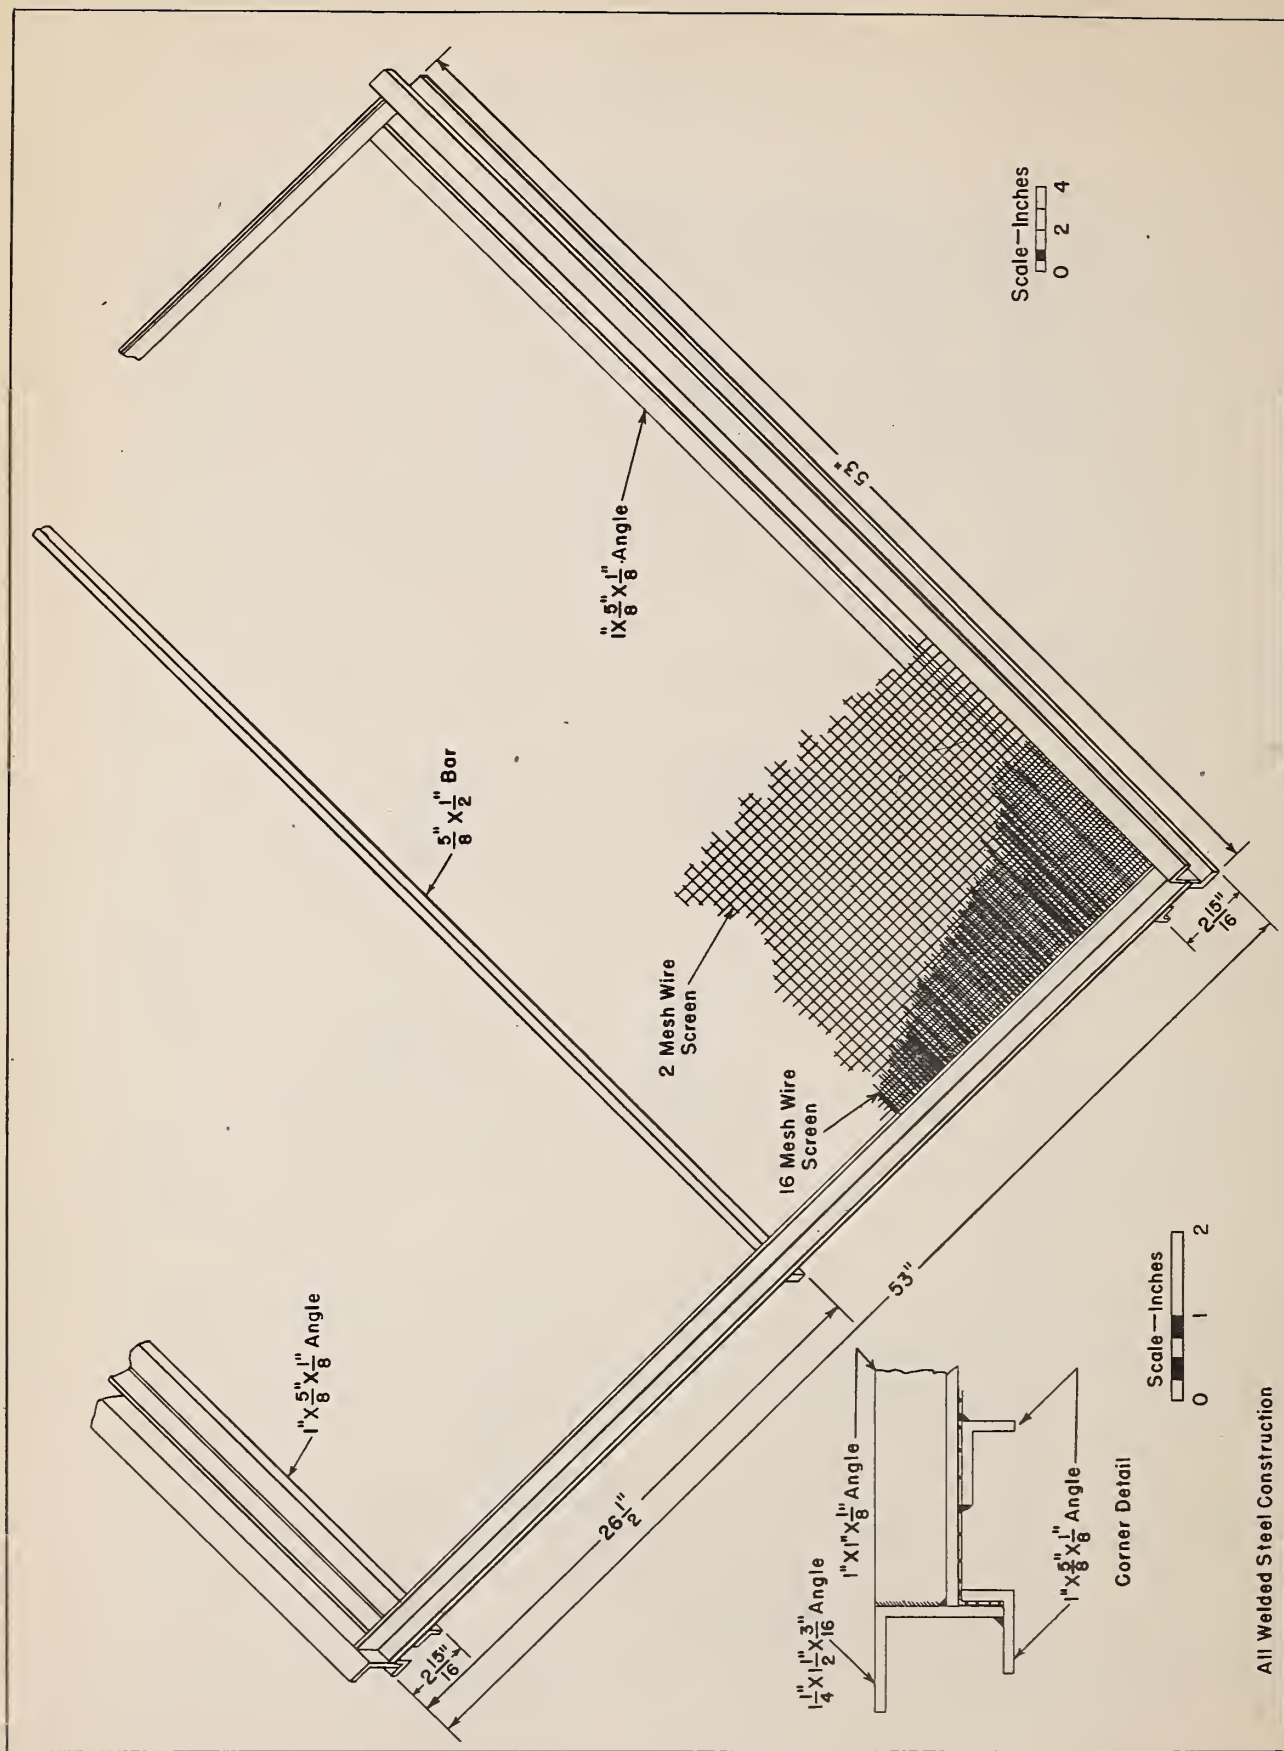 1" X 5/8" X 1/8" Angle
5/8" X 1/2" Bar
1" X 5/8" X 1/8" Angle
Scale—Inches
0 2 4
2 Mesh Wire
Screen
16 Mesh Wire
Screen
53"
2 15/16"
26 1/2"
53"
2 15/16"
1 1/4" X 1 1/2" X 3/16" Angle
1" X 1" X 1/8" Angle
1" X 5/8" X 1/8" Angle
Corner Detail
Scale—Inches
0 1 2
All Welded Steel Construction